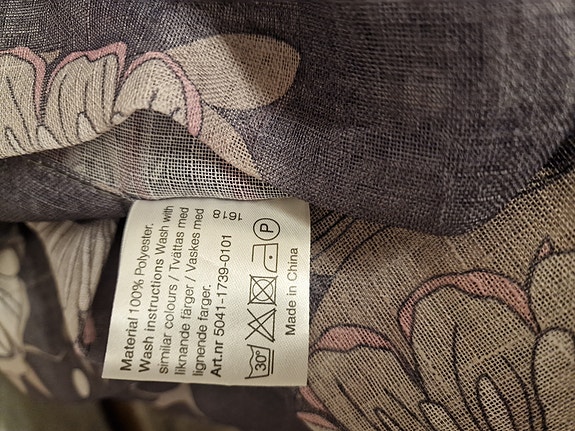 Material 100% Polyester.
Wash instructions Wash with
similar colours / Tvättas med
liknande färger / Vaskes med
lignende farger.
Art.nr 5041-1739-0101
30°
P
Made in China
1618